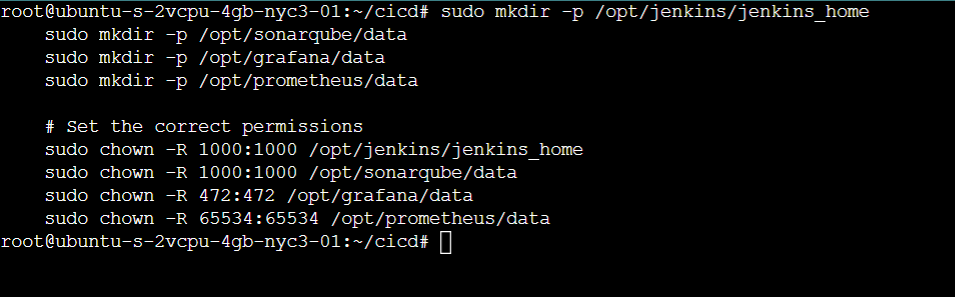 root@ubuntu-s-2vcpu-4gb-nyc3-01:~/cicd# sudo mkdir -p /opt/jenkins/jenkins_home
    sudo mkdir -p /opt/sonarqube/data
    sudo mkdir -p /opt/grafana/data
    sudo mkdir -p /opt/prometheus/data

    # Set the correct permissions
    sudo chown -R 1000:1000 /opt/jenkins/jenkins_home
    sudo chown -R 1000:1000 /opt/sonarqube/data
    sudo chown -R 472:472 /opt/grafana/data
    sudo chown -R 65534:65534 /opt/prometheus/data
root@ubuntu-s-2vcpu-4gb-nyc3-01:~/cicd#